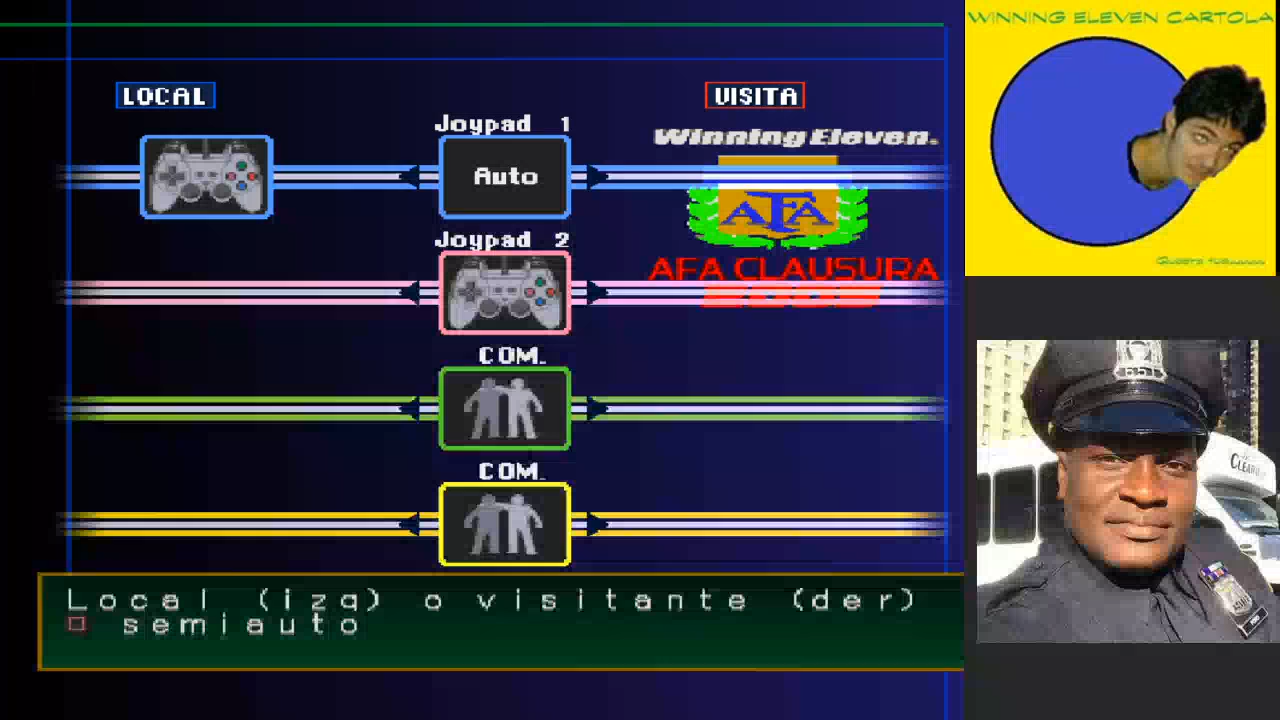 WINNING ELEVEN CARTOLA
LOCAL
VISITA
Joypad 1
Winning Eleven.
Auto
AFA
Joypad 2
AFA CLAUSURA
COM.
COM.
Local (izq) o visitante (der)
semiauto